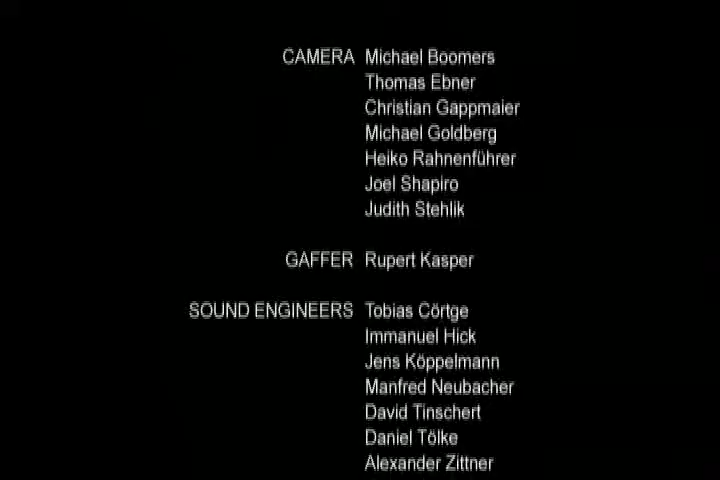 CAMERA Michael Boomers
Thomas Ebner
Christian Gappmaier
Michael Goldberg
Heiko Rahnenführer
Joel Shapiro
Judith Stehlik
GAFFER Rupert Kasper
SOUND ENGINEERS Tobias Cörtge
Immanuel Hick
Jens Köppelmann
Manfred Neubacher
David Tinschert
Daniel Tölke
Alexander Zittner